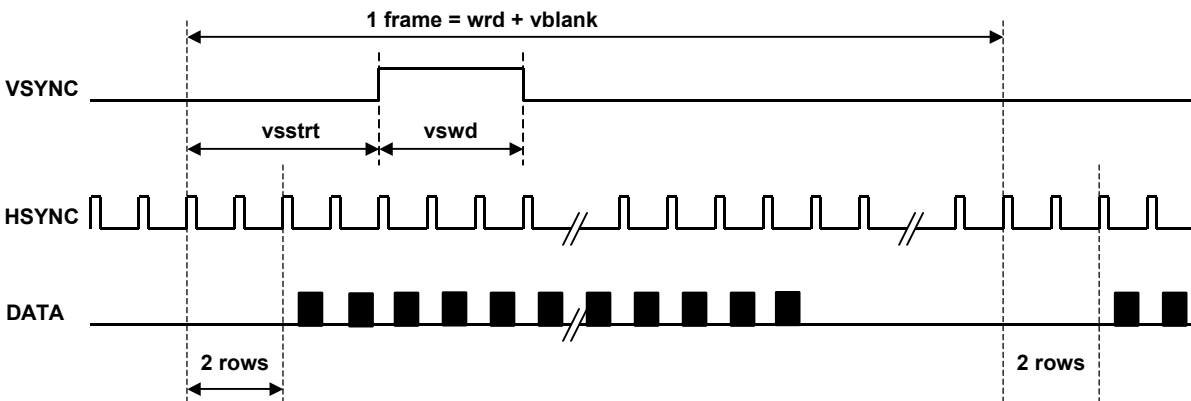 1 frame = wrd + vblank
VSYNC
vsstrt
vswd
HSYNC
DATA
2 rows
2 rows